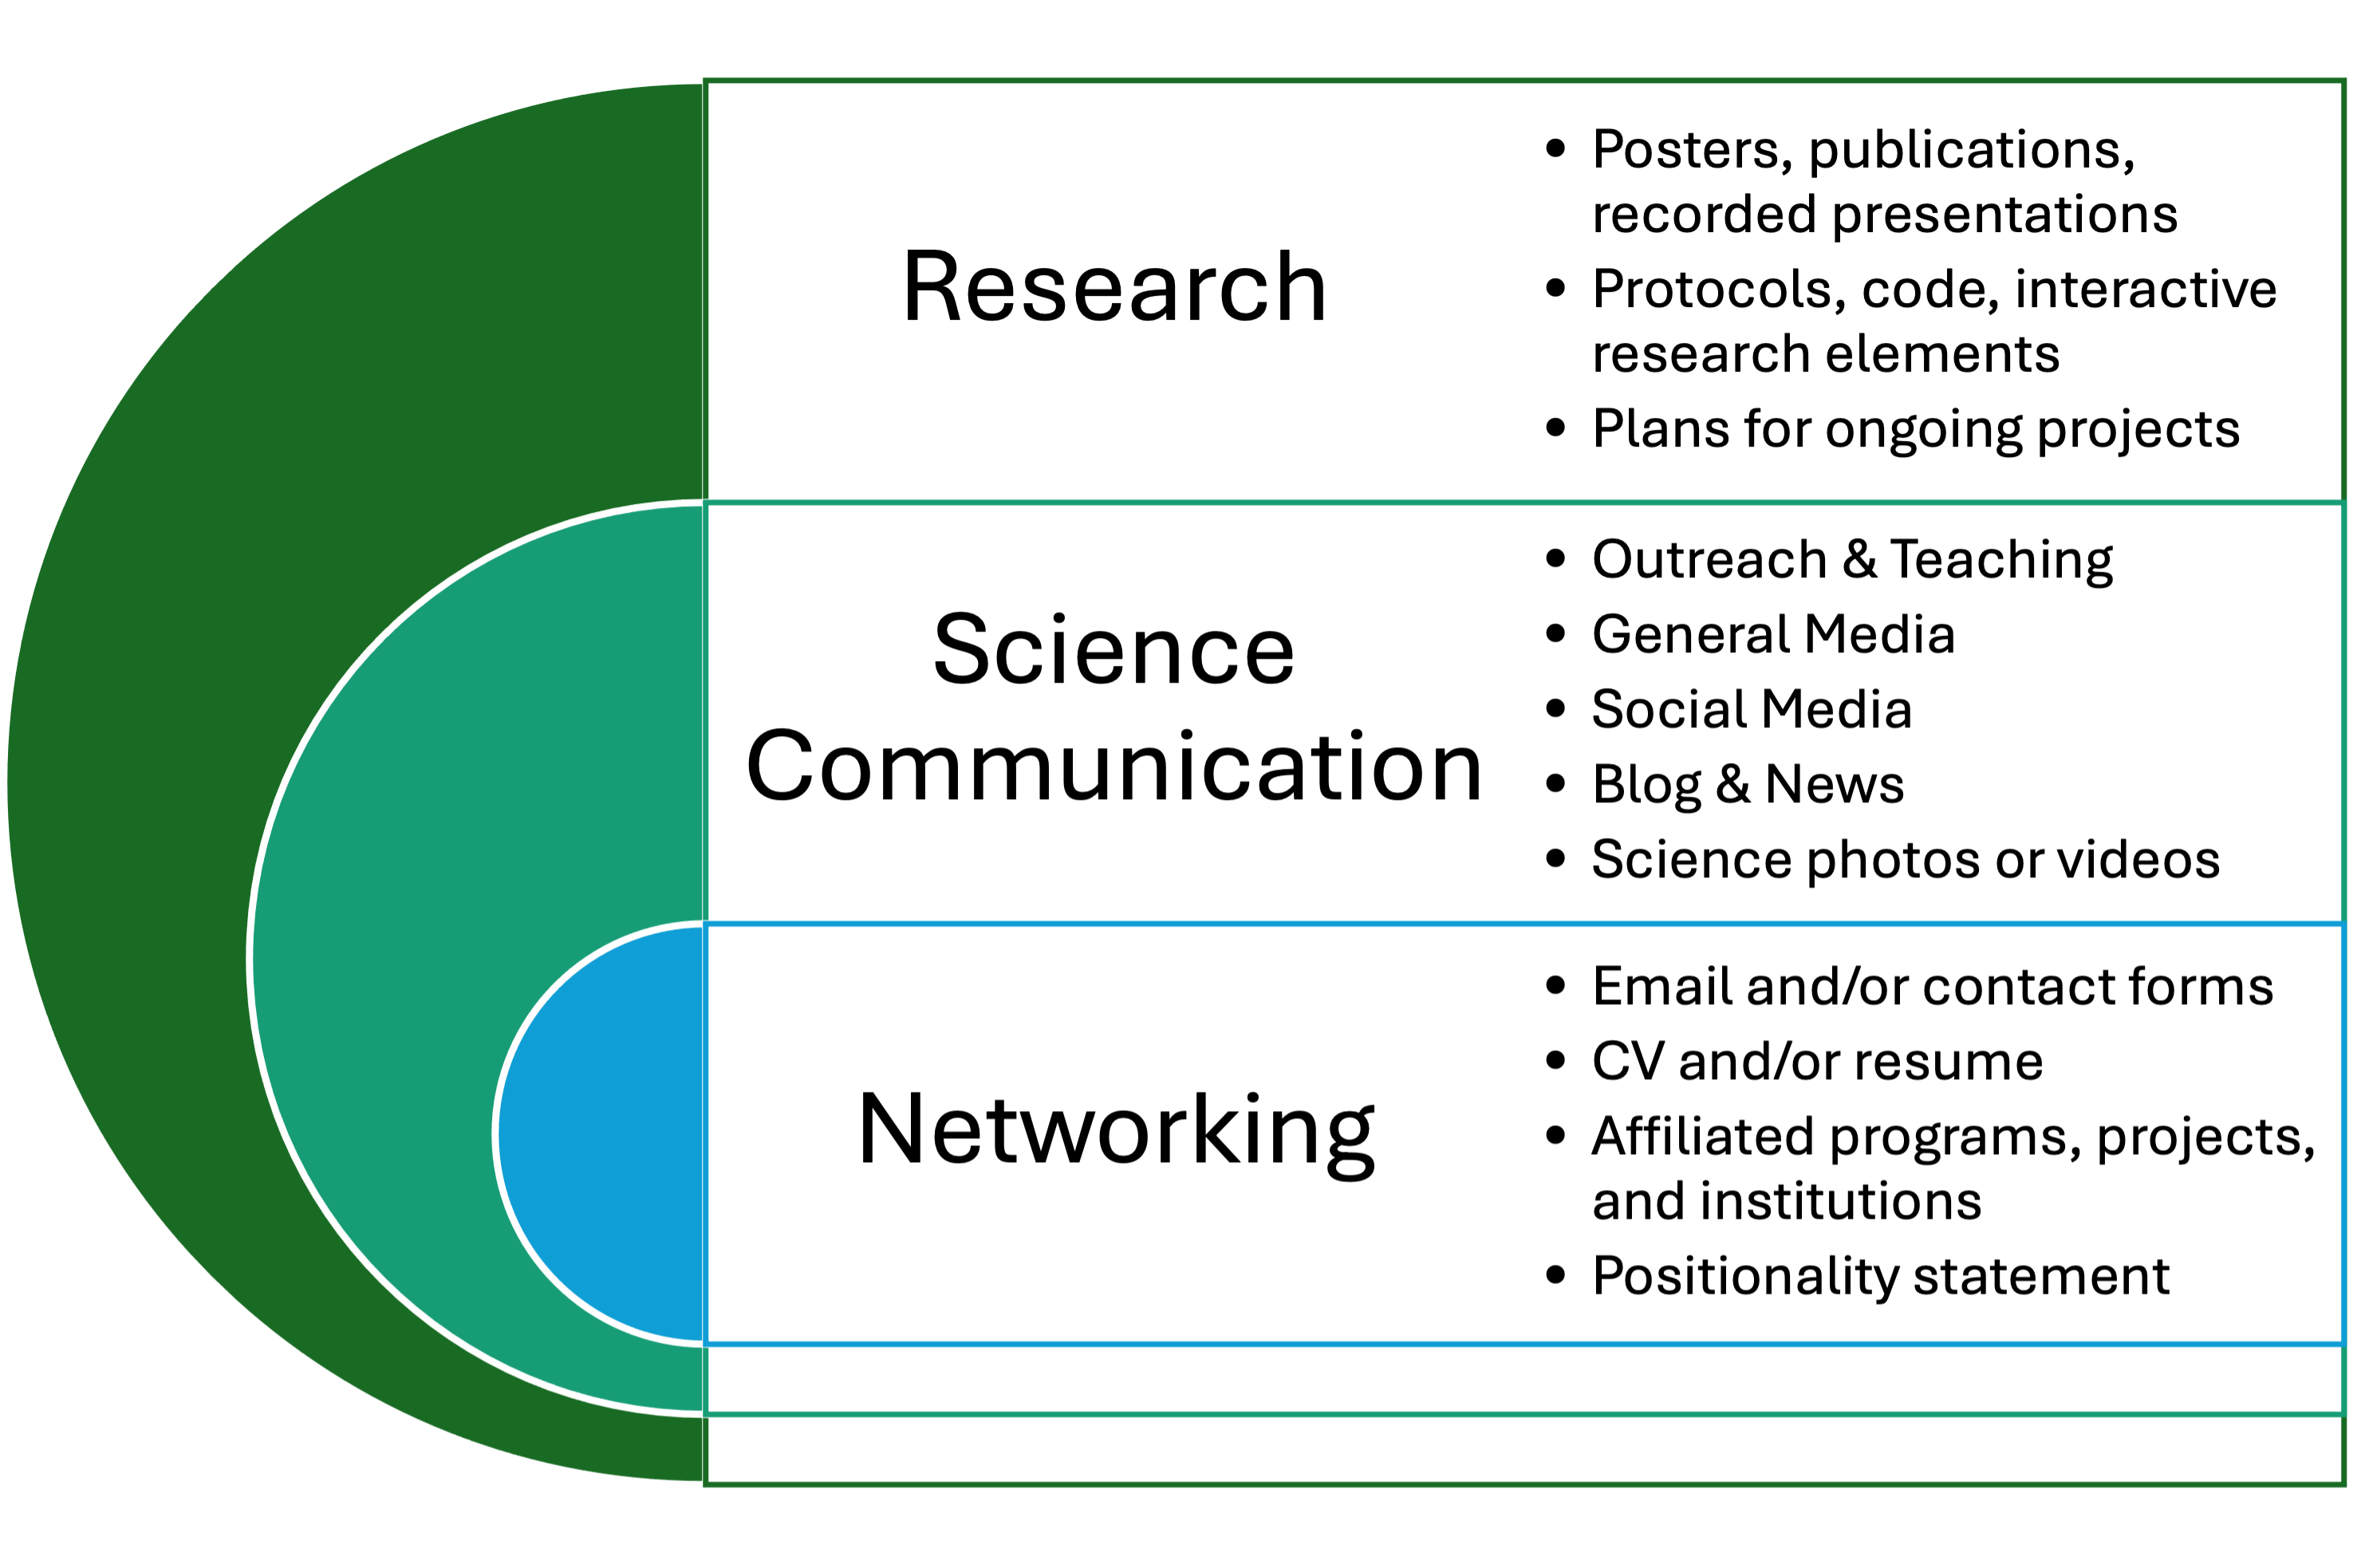 Research
• Posters, publications,
recorded presentations
• Protocols, code, interactive
research elements
• Plans for ongoing projects
Science
Communication
• Outreach & Teaching
• General Media
• Social Media
• Blog & News
• Science photos or videos
Networking
• Email and/or contact forms
• CV and/or resume
• Affiliated programs, projects,
and institutions
• Positionality statement